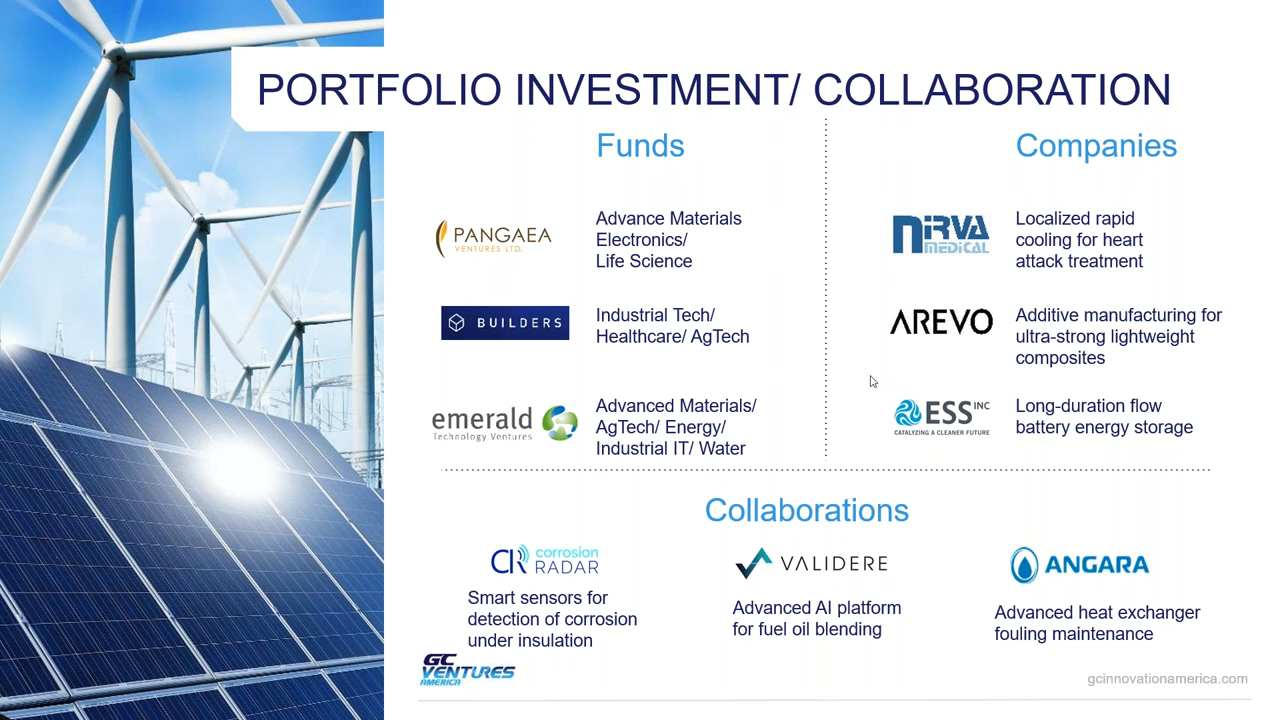 PORTFOLIO INVESTMENT/ COLLABORATION
Funds
PANGAEA
VENTURES LTD.
Advance Materials
Electronics/
Life Science
BUILDERS
Industrial Tech/
Healthcare/ AgTech
emerald
Technology Ventures
Advanced Materials/
AgTech/ Energy/
Industrial IT/ Water
Companies
NIRVA
MEDICAL
Localized rapid
cooling for heart
attack treatment
AREVO
Additive manufacturing for
ultra-strong lightweight
composites
ESS INC
CATALYZING A CLEANER FUTURE
Long-duration flow
battery energy storage
Collaborations
CR corrosion
RADAR
Smart sensors for
detection of corrosion
under insulation
VALIDERE
Advanced AI platform
for fuel oil blending
ANGARA
Advanced heat exchanger
fouling maintenance
GC
VENTURES
AMERICA
gcinnovationamerica.com